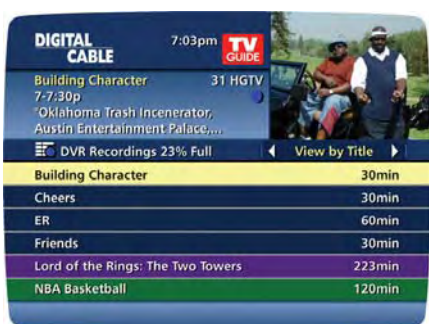 DIGITAL CABLE 7:03pm TV GUIDE
Building Character 31 HGTV
7-7:30p
"Oklahoma Trash Incenerator,
Austin Entertainment Palace,...
DVR Recordings 23% Full View by Title
Building Character 30min
Cheers 30min
ER 60min
Friends 30min
Lord of the Rings: The Two Towers 223min
NBA Basketball 120min